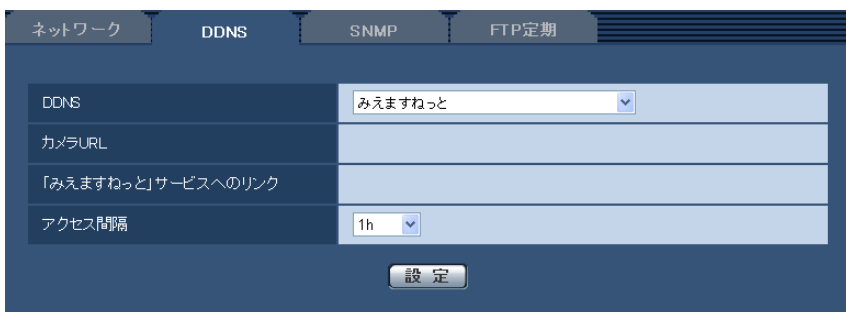 ネットワーク DDNS SNMP FTP定期
DDNS みえますねっと
カメラURL
「みえますねっと」サービスへのリンク
アクセス間隔 1h
設 定